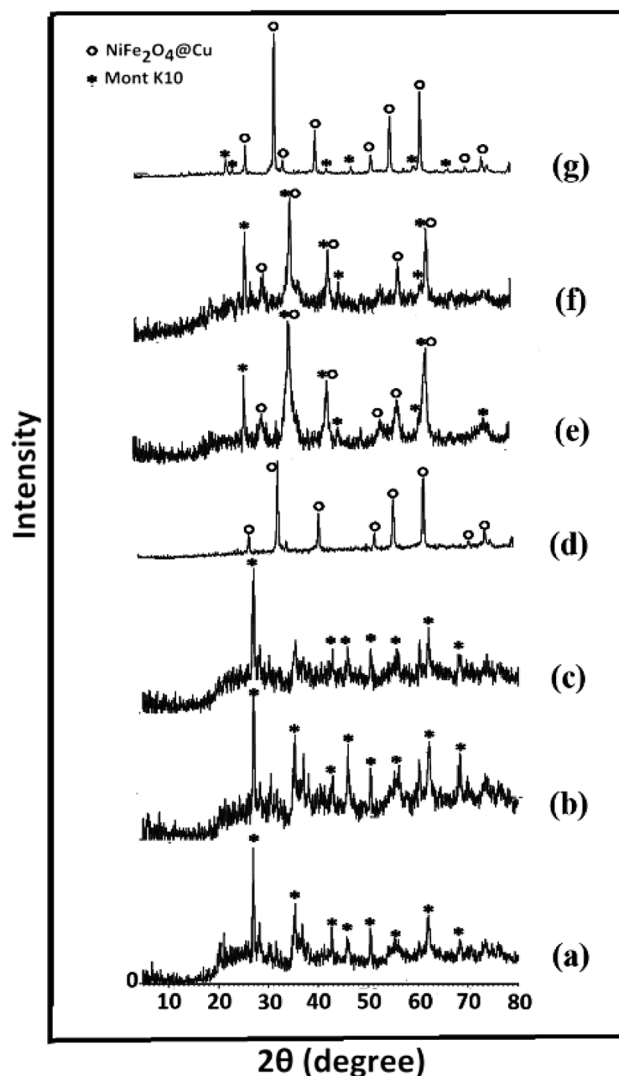 o NiFe₂O₄@Cu
* Mont K10
(g)
(f)
(e)
(d)
(c)
(b)
(a)
Intensity
0
10 20 30 40 50 60 70 80
2θ (degree)